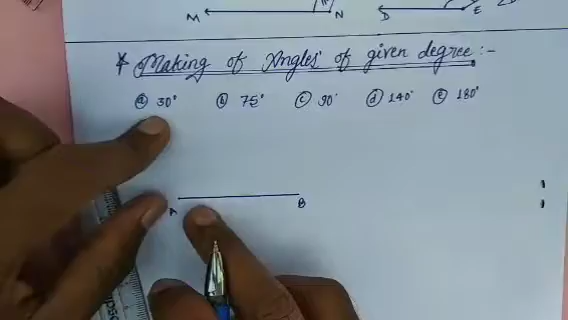 M N D E
* Making of Angles of given degree :-
(a) 30° (b) 75° (c) 90° (d) 140° (e) 180°
A B